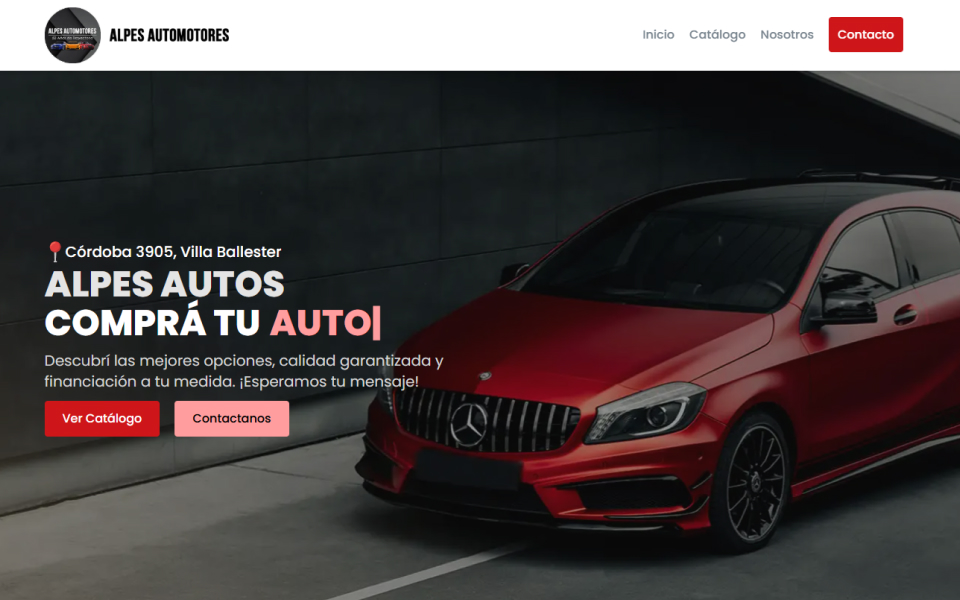 ALPES AUTOMOTORES
ALPES AUTOMOTORES
Inicio
Catálogo
Nosotros
Contacto
Córdoba 3905, Villa Ballester
ALPES AUTOS
COMPRÁ TU AUTO|
Descubrí las mejores opciones, calidad garantizada y
financiación a tu medida. ¡Esperamos tu mensaje!
Ver Catálogo
Contactanos